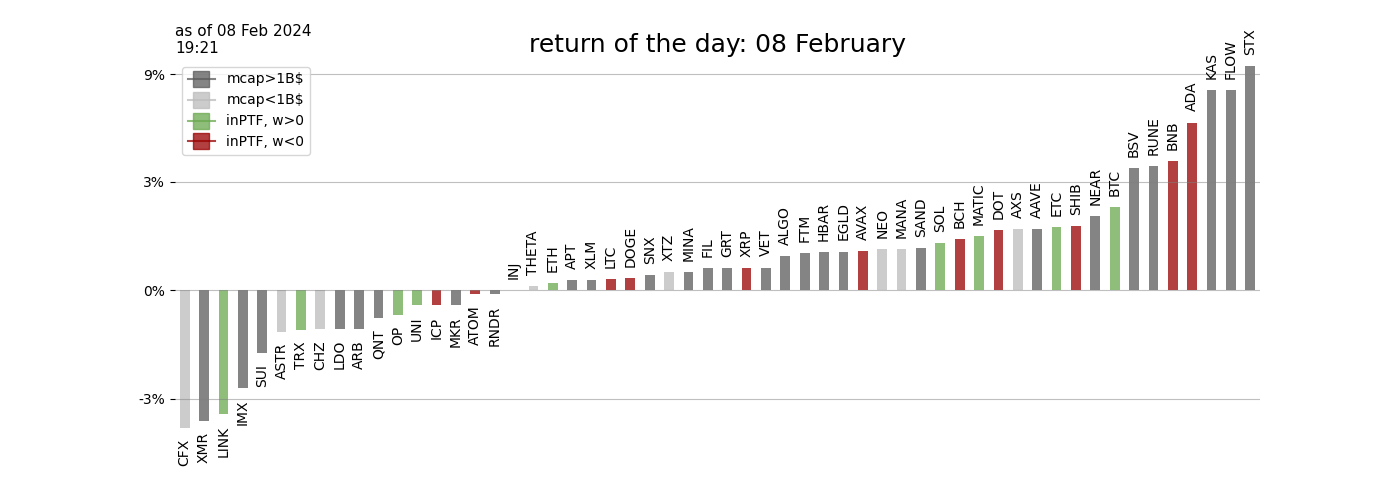 as of 08 Feb 2024
19:21
return of the day: 08 February
mcap>1B$
mcap<1B$
inPTF, w>0
inPTF, w<0
9%
3%
0%
-3%
CFX
XMR
LINK
IMX
SUI
ASTR
TRX
CHZ
LDO
ARB
QNT
OP
UNI
ICP
MKR
ATOM
RNDR
INJ
THETA
ETH
APT
XLM
LTC
DOGE
SNX
XTZ
MINA
FIL
GRT
XRP
VET
ALGO
FTM
HBAR
EGLD
AVAX
NEO
MANA
SAND
SOL
BCH
MATIC
DOT
AXS
AAVE
ETC
SHIB
NEAR
BTC
BSV
RUNE
BNB
ADA
KAS
FLOW
STX